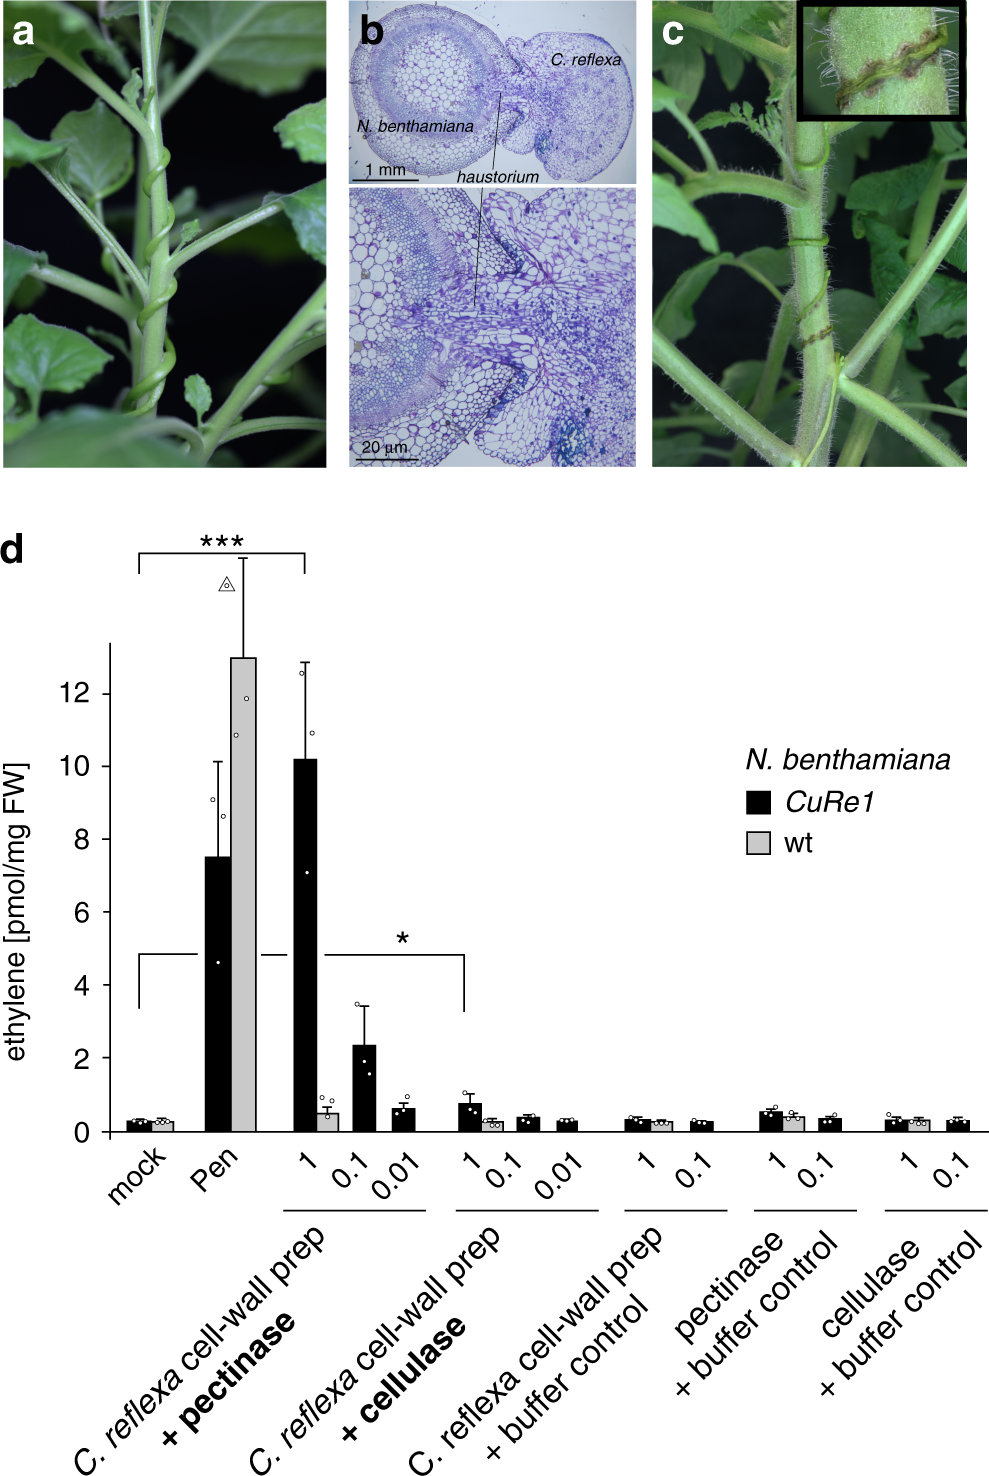 a
b
C. reflexa
N. benthamiana
1 mm
haustorium
20 µm
c
d
***
ethylene [pmol/mg FW]
12
10
8
6
4
2
0
*
N. benthamiana
CuRe1
wt
mock
Pen
1
0.1
0.01
1
0.1
0.01
1
0.1
1
0.1
1
0.1
C. reflexa cell-wall prep
+ pectinase
C. reflexa cell-wall prep
+ cellulase
C. reflexa cell-wall prep
+ buffer control
pectinase
+ buffer control
cellulase
+ buffer control